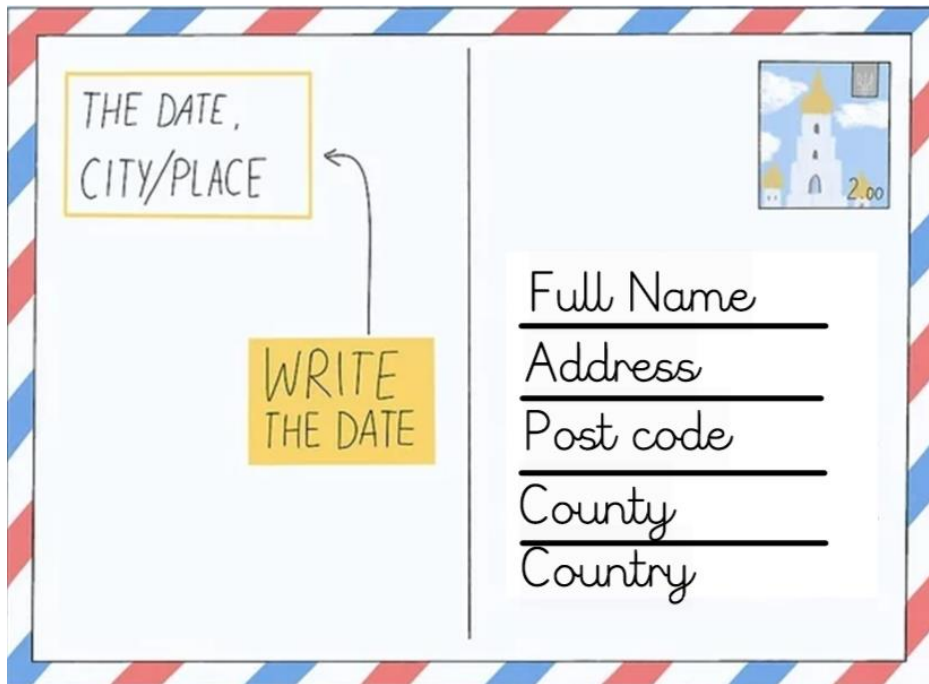 THE DATE,
CITY/PLACE
WRITE
THE DATE
2.00
Full Name
Address
Post code
County
Country